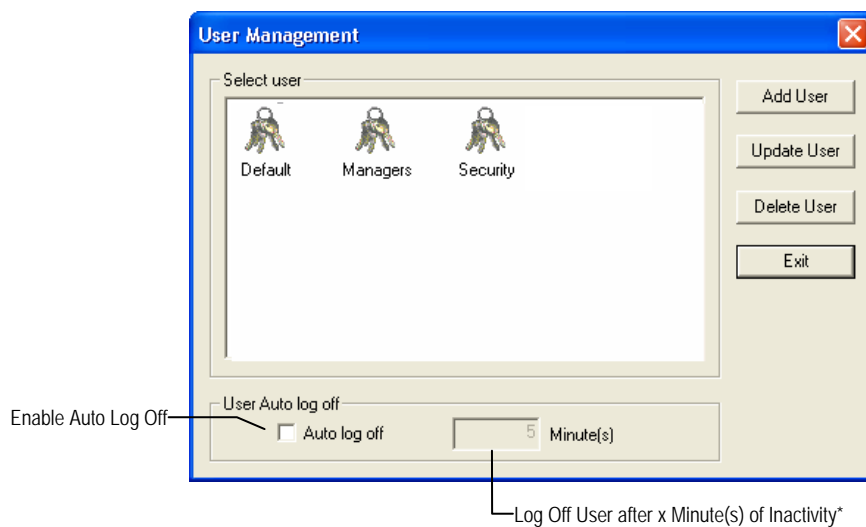 User Management
Select user
Default
Managers
Security
Add User
Update User
Delete User
Exit
User Auto log off
Enable Auto Log Off
Auto log off
5 Minute(s)
Log Off User after x Minute(s) of Inactivity*